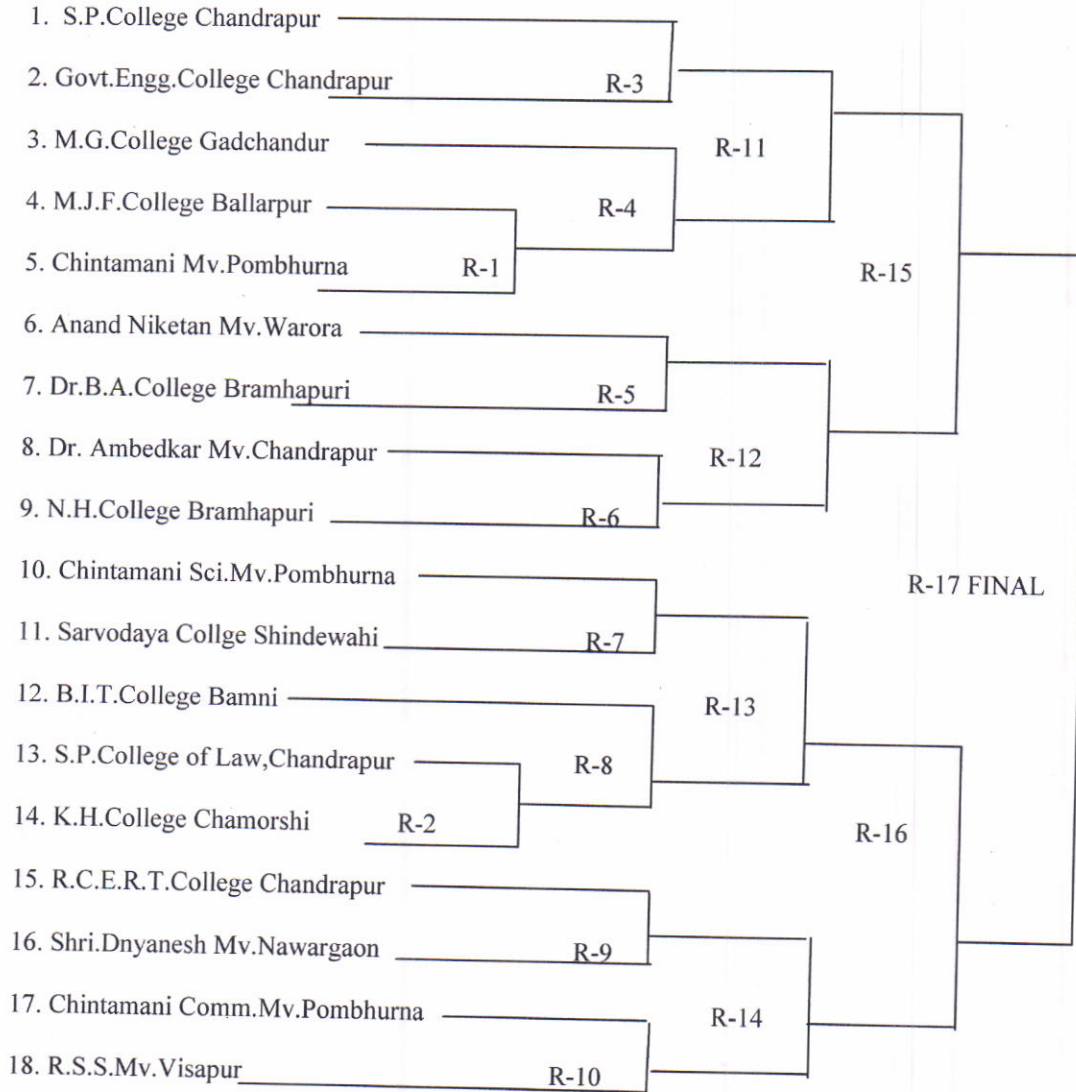 1. S.P.College Chandrapur
2. Govt.Engg.College Chandrapur
R-3
3. M.G.College Gadchandur
R-11
4. M.J.F.College Ballarpur
R-4
5. Chintamani Mv.Pombhurna
R-1
R-15
6. Anand Niketan Mv.Warora
7. Dr.B.A.College Bramhapuri
R-5
8. Dr. Ambedkar Mv.Chandrapur
R-12
9. N.H.College Bramhapuri
R-6
10. Chintamani Sci.Mv.Pombhurna
R-17 FINAL
11. Sarvodaya Collge Shindewahi
R-7
12. B.I.T.College Bamni
R-13
13. S.P.College of Law,Chandrapur
R-8
14. K.H.College Chamorshi
R-2
R-16
15. R.C.E.R.T.College Chandrapur
16. Shri.Dnyanesh Mv.Nawargaon
R-9
17. Chintamani Comm.Mv.Pombhurna
R-14
18. R.S.S.Mv.Visapur
R-10